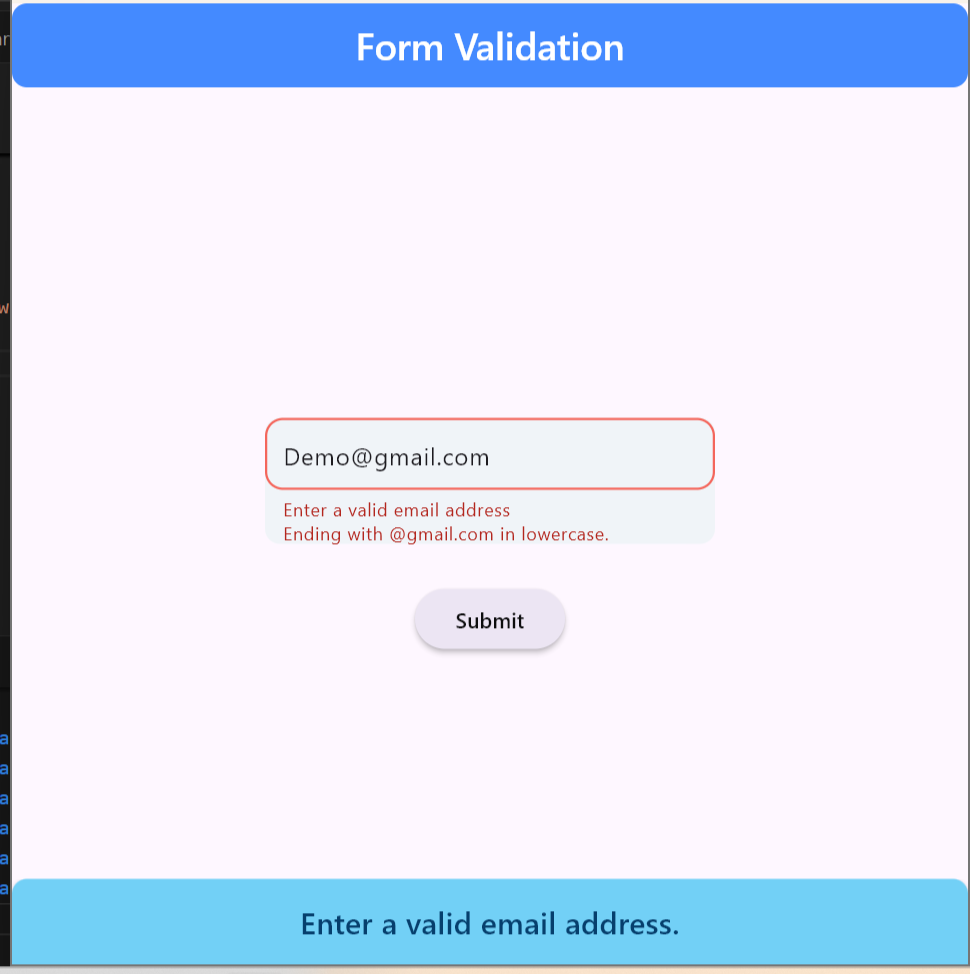 Form Validation
Demo@gmail.com
Enter a valid email address
Ending with @gmail.com in lowercase.
Submit
Enter a valid email address.